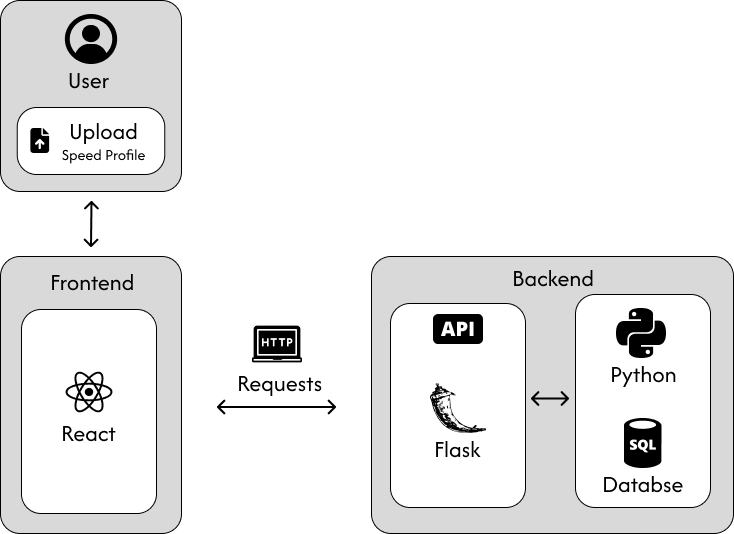 User
Upload
Speed Profile
Frontend
React
HTTP
Requests
Backend
API
Flask
Python
SQL
Databse